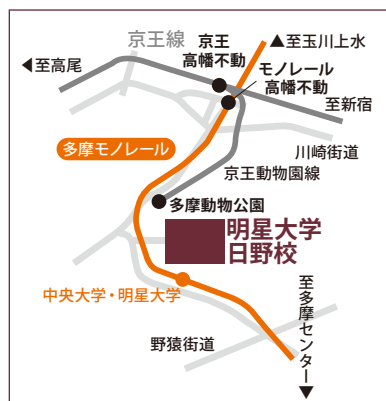 京王線
京王
高幡不動
▲至玉川上水
◀至高尾
モノレール
高幡不動
至新宿
多摩モノレール
川崎街道
京王動物園線
多摩動物公園
明星大学
日野校
中央大学・明星大学
至多摩センター▶
野猿街道